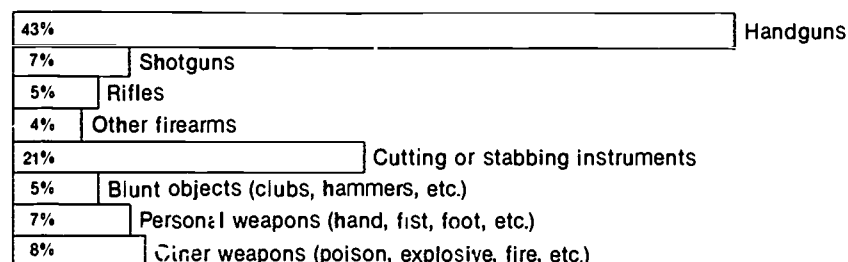 43% Handguns
7% Shotguns
5% Rifles
4% Other firearms
21% Cutting or stabbing instruments
5% Blunt objects (clubs, hammers, etc.)
7% Personal weapons (hand, fist, foot, etc.)
8% weapons (poison, explosive, fire, etc.)